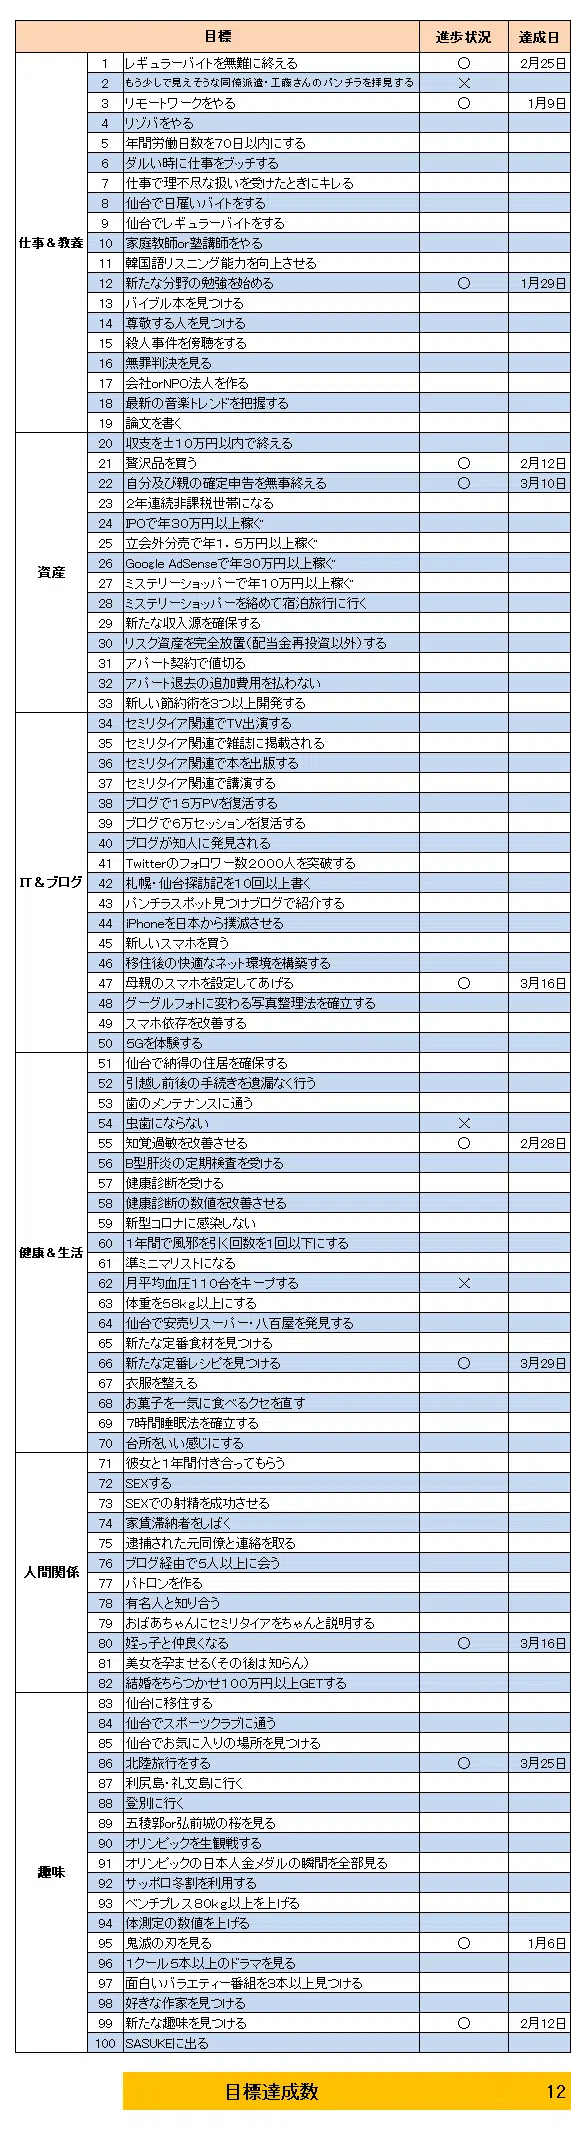 目標 進歩状況 達成日
仕事＆教養
1 レギュラーバイトを無難に終える ○ 2月25日
2 もう少しで見えそうな同僚派遣・工藤さんのパンチラを拝見する ×
3 リモートワークをやる ○ 1月9日
4 リゾバをやる
5 年間労働日数を70日以内にする
6 ダルい時に仕事をブッチする
7 仕事で理不尽な扱いを受けたときにキレる
8 仙台で日雇いバイトをする
9 仙台でレギュラーバイトをする
10 家庭教師or塾講師をやる
11 韓国語リスニング能力を向上させる
12 新たな分野の勉強を始める ○ 1月29日
13 バイブル本を見つける
14 尊敬する人を見つける
15 殺人事件を傍聴をする
16 無罪判決を見る
17 会社orNPO法人を作る
18 最新の音楽トレンドを把握する
19 論文を書く
資産
20 収支を±１０万円以内で終える
21 贅沢品を買う ○ 2月12日
22 自分及び親の確定申告を無事終える ○ 3月10日
23 ２年連続非課税世帯になる
24 IPOで年３０万円以上稼ぐ
25 立会外分売で年１．５万円以上稼ぐ
26 Google AdSenseで年３０万円以上稼ぐ
27 ミステリーショッパーで年１０万円以上稼ぐ
28 ミステリーショッパーを絡めて宿泊旅行に行く
29 新たな収入源を確保する
30 リスク資産を完全放置（配当金再投資以外）する
31 アパート契約で値切る
32 アパート退去の追加費用を払わない
33 新しい節約術を3つ以上開発する
IT＆ブログ
34 セミリタイア関連でTV出演する
35 セミリタイア関連で雑誌に掲載される
36 セミリタイア関連で本を出版する
37 セミリタイア関連で講演する
38 ブログで１５万PVを復活する
39 ブログで６万セッションを復活する
40 ブログが知人に発見される
41 Twitterのフォロワー数２０００人を突破する
42 札幌・仙台探訪記を１０回以上書く
43 パンチラスポット見つけブログで紹介する
44 iPhoneを日本から撲滅させる
45 新しいスマホを買う
46 移住後の快適なネット環境を構築する
47 母親のスマホを設定してあげる ○ 3月16日
48 グーグルフォトに変わる写真整理法を確立する
49 スマホ依存を改善する
50 5Gを体験する
健康＆生活
51 仙台で納得の住居を確保する
52 引越し前後の手続きを遺漏なく行う
53 歯のメンテナンスに通う
54 虫歯にならない ×
55 知覚過敏を改善させる ○ 2月28日
56 B型肝炎の定期検査を受ける
57 健康診断を受ける
58 健康診断の数値を改善させる
59 新型コロナに感染しない
60 １年間で風邪を引く回数を1回以下にする
61 準ミニマリストになる
62 月平均血圧１１０台をキープする ×
63 体重を58ｋｇ以上にする
64 仙台で安売りスーパー・八百屋を発見する
65 新たな定番食材を見つける
66 新たな定番レシピを見つける ○ 3月29日
67 衣服を整える
68 お菓子を一気に食べるクセを直す
69 ７時間睡眠法を確立する
70 台所をいい感じにする
人間関係
71 彼女と１年間付き合ってもらう
72 SEXする
73 SEXでの射精を成功させる
74 家賃滞納者をしばく
75 逮捕された元同僚と連絡を取る
76 ブログ経由で５人以上に会う
77 パトロンを作る
78 有名人と知り合う
79 おばあちゃんにセミリタイアをちゃんと説明する
80 姪っ子と仲良くなる ○ 3月16日
81 美女を孕ませる（その後は知らん）
82 結婚をちらつかせ１００万円以上GETする
趣味
83 仙台に移住する
84 仙台でスポーツクラブに通う
85 仙台でお気に入りの場所を見つける
86 北陸旅行をする ○ 3月25日
87 利尻島・礼文島に行く
88 登別に行く
89 五稜郭or弘前城の桜を見る
90 オリンピックを生観戦する
91 オリンピックの日本人金メダルの瞬間を全部見る
92 サッポロ冬割を利用する
93 ベンチプレス８０ｋｇ以上を上げる
94 体測定の数値を上げる
95 鬼滅の刃を見る ○ 1月6日
96 １クール５本以上のドラマを見る
97 面白いバラエティー番組を3本以上見つける
98 好きな作家を見つける
99 新たな趣味を見つける ○ 2月12日
100 SASUKEに出る
目標達成数 12